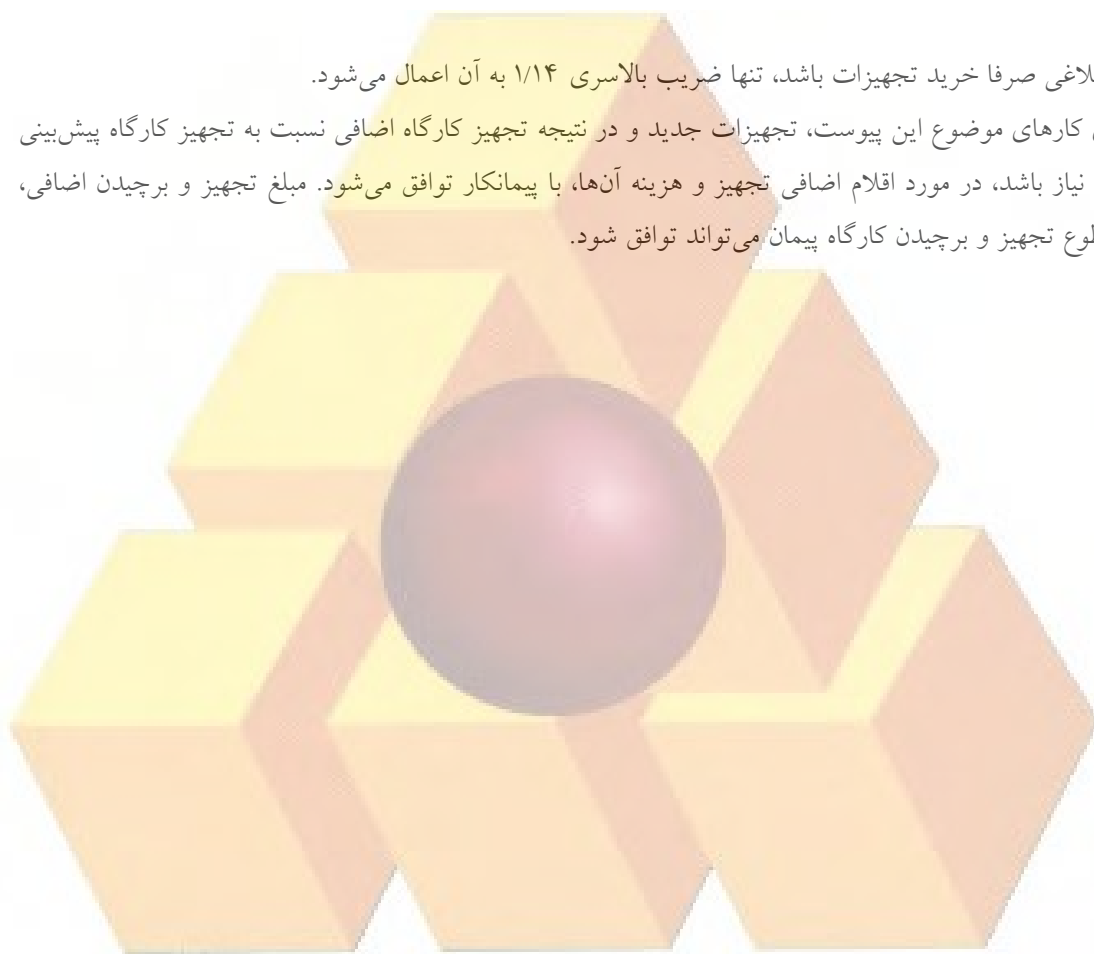 لاغی صرفا خرید تجهیزات باشد، تنها ضریب بالاسری ۱/۱۴ به آن اعمال می‌شود.
کارهای موضوع این پیوست، تجهیزات جدید و در نتیجه تجهیز کارگاه اضافی نسبت به تجهیز کارگاه پیش‌بینی
نیاز باشد، در مورد اقلام اضافی تجهیز و هزینه آن‌ها، با پیمانکار توافق می‌شود. مبلغ تجهیز و برچیدن اضافی،
طوع تجهیز و برچیدن کارگاه پیمان می‌تواند توافق شود.